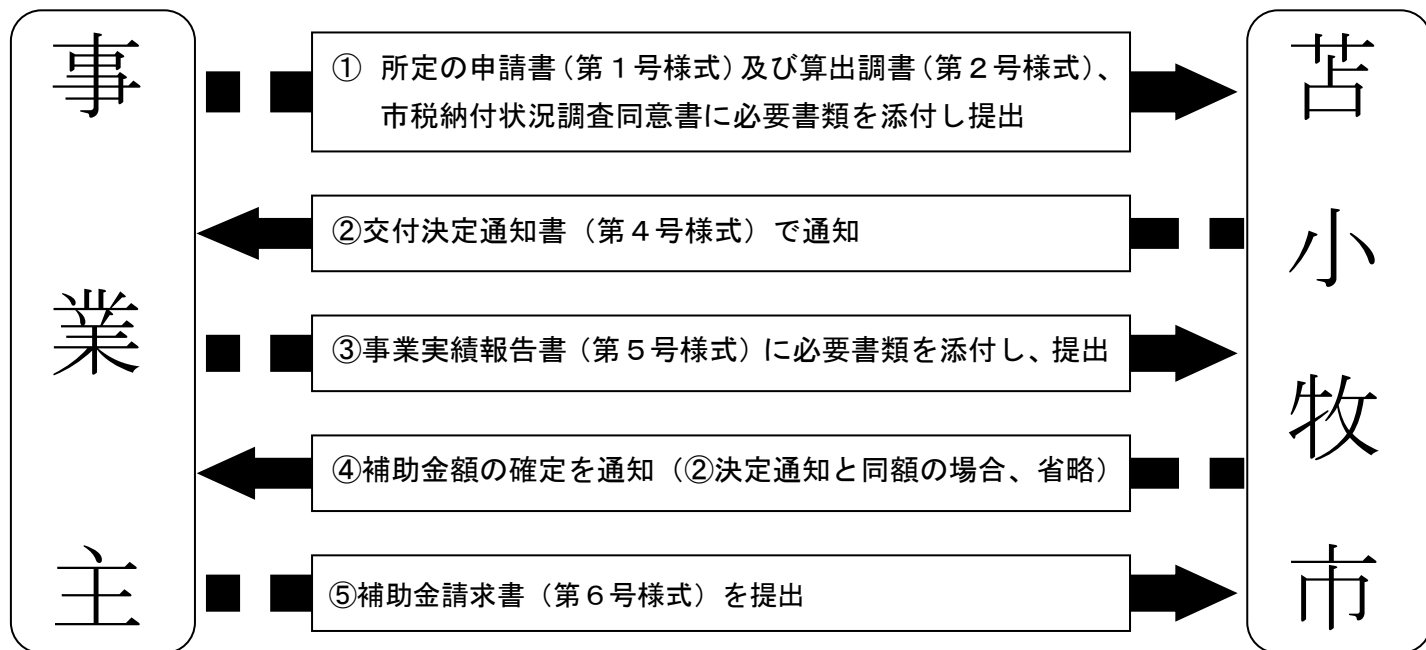 事業主
① 所定の申請書(第1号様式)及び算出調書(第2号様式)、
市税納付状況調査同意書に必要書類を添付し提出
②交付決定通知書(第4号様式)で通知
③事業実績報告書(第5号様式)に必要書類を添付し、提出
④補助金額の確定を通知(②決定通知と同額の場合、省略)
⑤補助金請求書(第6号様式)を提出
苫小牧市